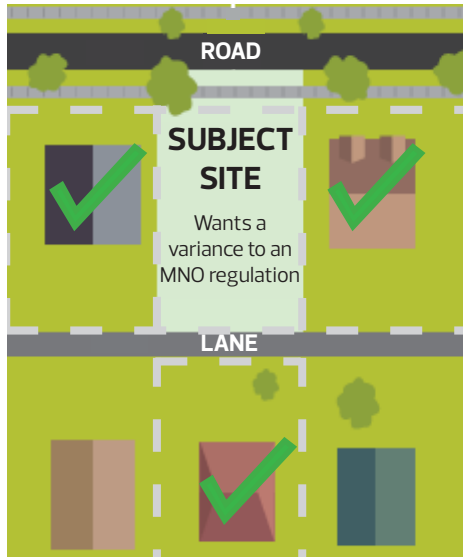 ROAD
SUBJECT
SITE
Wants a
variance to an
MNO regulation
LANE